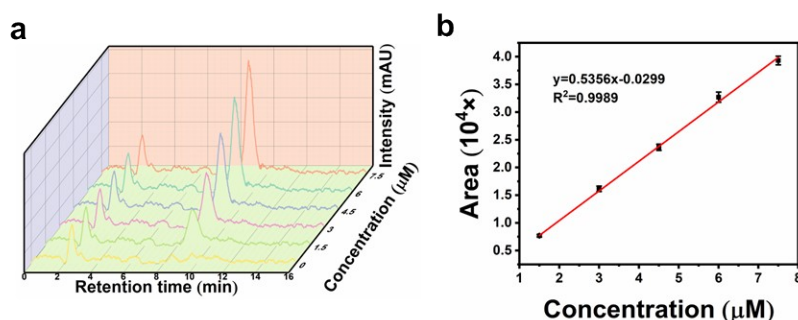 a
Intensity (mAU)
7.5
6
4.5
3
1.5
0
Concentration (μM)
0 2 4 6 8 10 12 14 16
Retention time (min)
b
4.0
3.5
3.0
2.5
2.0
1.5
1.0
0.5
Area (10⁴×)
y=0.5356x-0.0299
R²=0.9989
1 2 3 4 5 6 7 8
Concentration (μM)